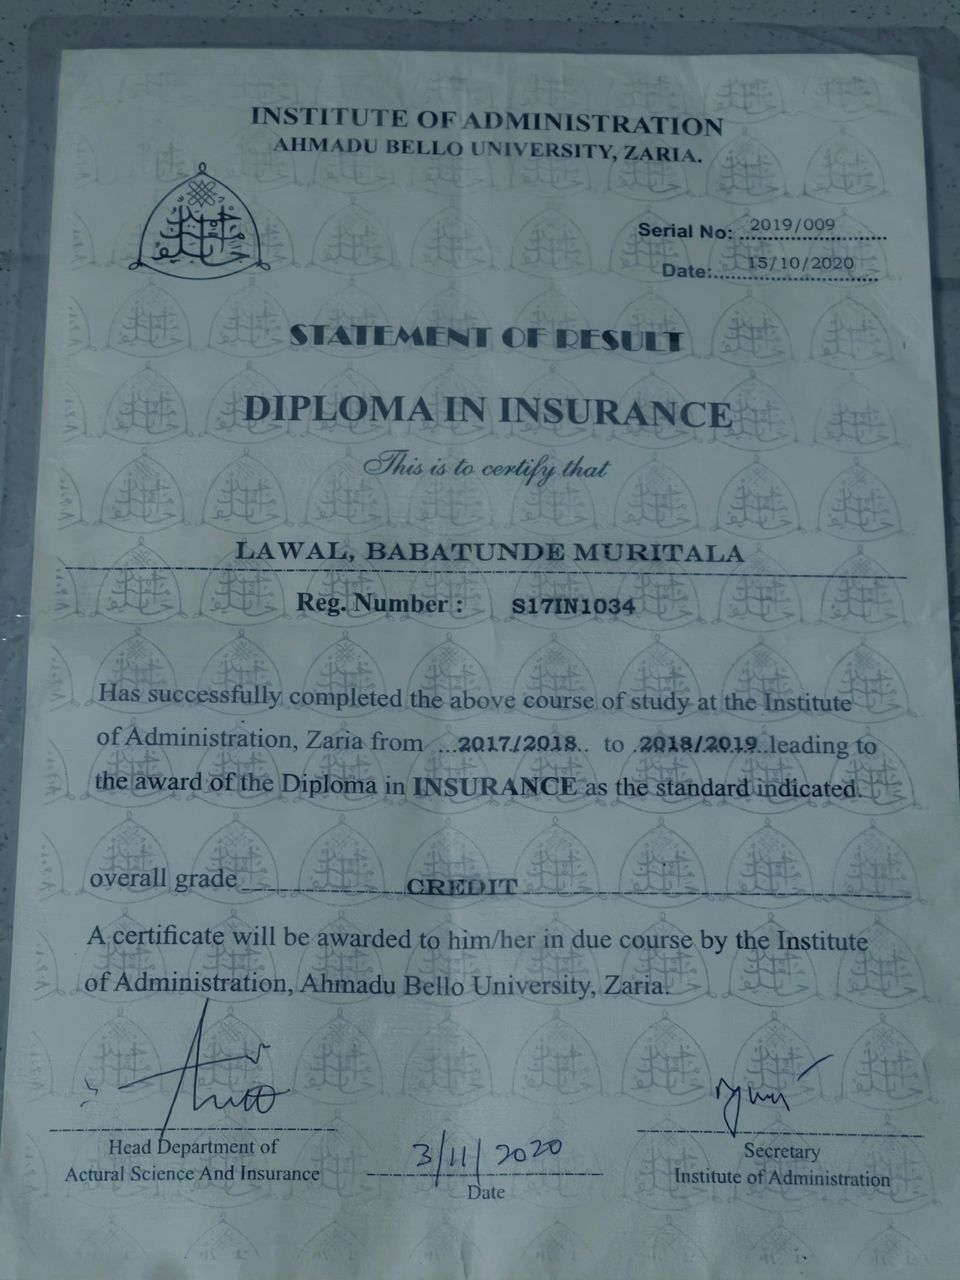 INSTITUTE OF ADMINISTRATION
AHMADU BELLO UNIVERSITY, ZARIA.
Serial No: 2019/009
Date: 15/10/2020
STATEMENT OF RESULT
DIPLOMA IN INSURANCE
This is to certify that
LAWAL, BABATUNDE MURITALA
Reg. Number : S17IN1034
Has successfully completed the above course of study at the Institute
of Administration, Zaria from ...2017/2018.. to .2018/2019..leading to
the award of the Diploma in INSURANCE as the standard indicated.
overall grade CREDIT
A certificate will be awarded to him/her in due course by the Institute
of Administration, Ahmadu Bello University, Zaria.
Head Department of
Actural Science And Insurance
3/11/2020
Date
Secretary
Institute of Administration